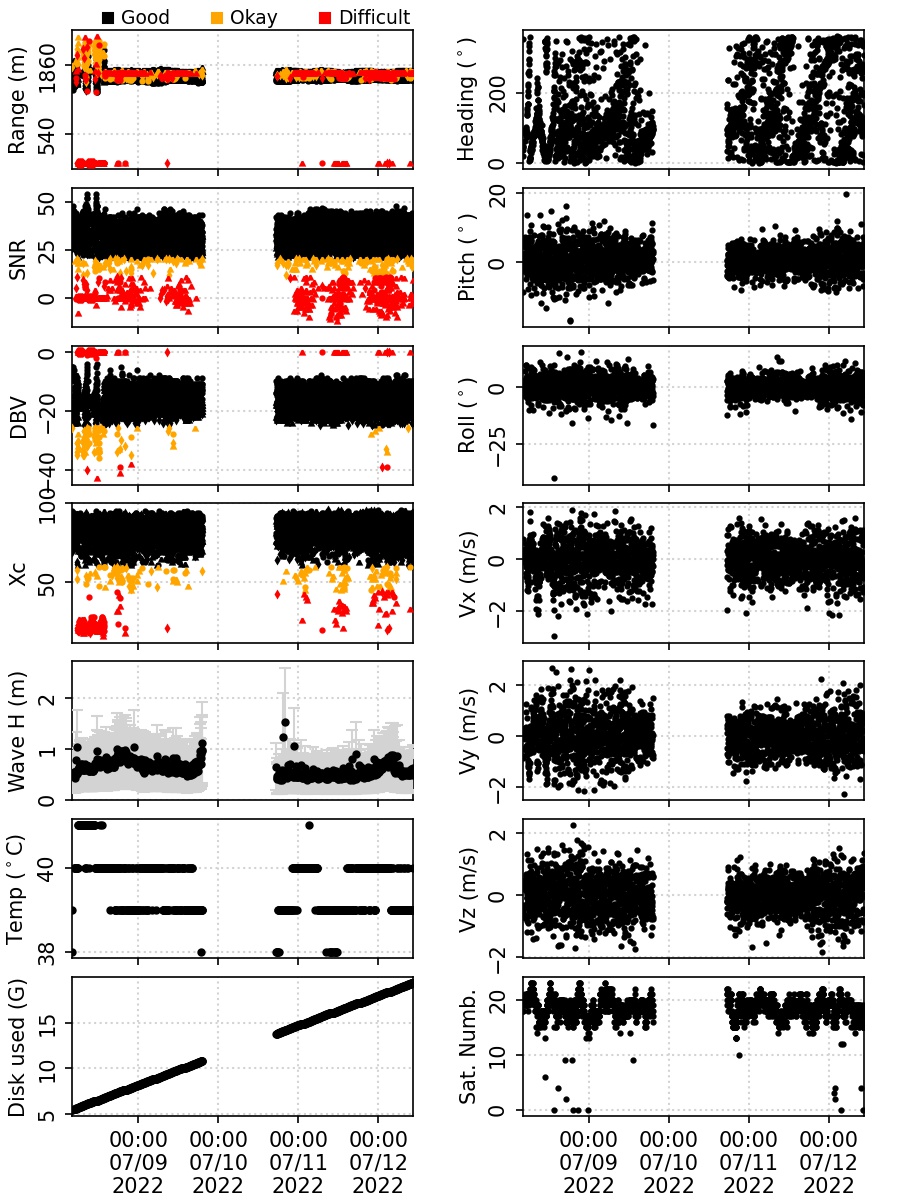 Good Okay Difficult
Range (m)
1860
540
Heading (°)
200
0
SNR
50
25
0
Pitch (°)
20
0
DBV
0
−20
−40
Roll (°)
0
−25
Xc
100
50
Vx (m/s)
2
0
−2
Wave H (m)
2
1
0
Vy (m/s)
2
0
−2
Temp (°C)
40
38
Vz (m/s)
2
0
−2
Disk used (G)
15
10
5
Sat. Numb.
20
10
0
00:00 00:00 00:00 00:00
07/09 07/10 07/11 07/12
2022 2022 2022 2022
00:00 00:00 00:00 00:00
07/09 07/10 07/11 07/12
2022 2022 2022 2022